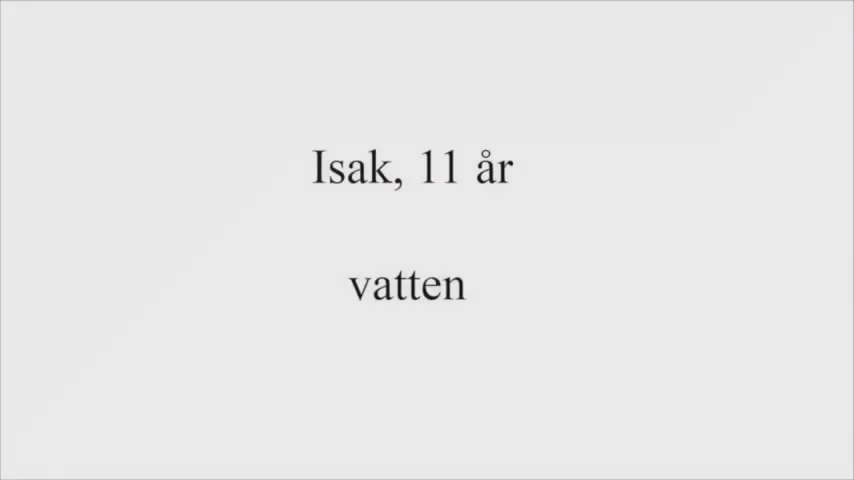 Isak, 11 år
vatten